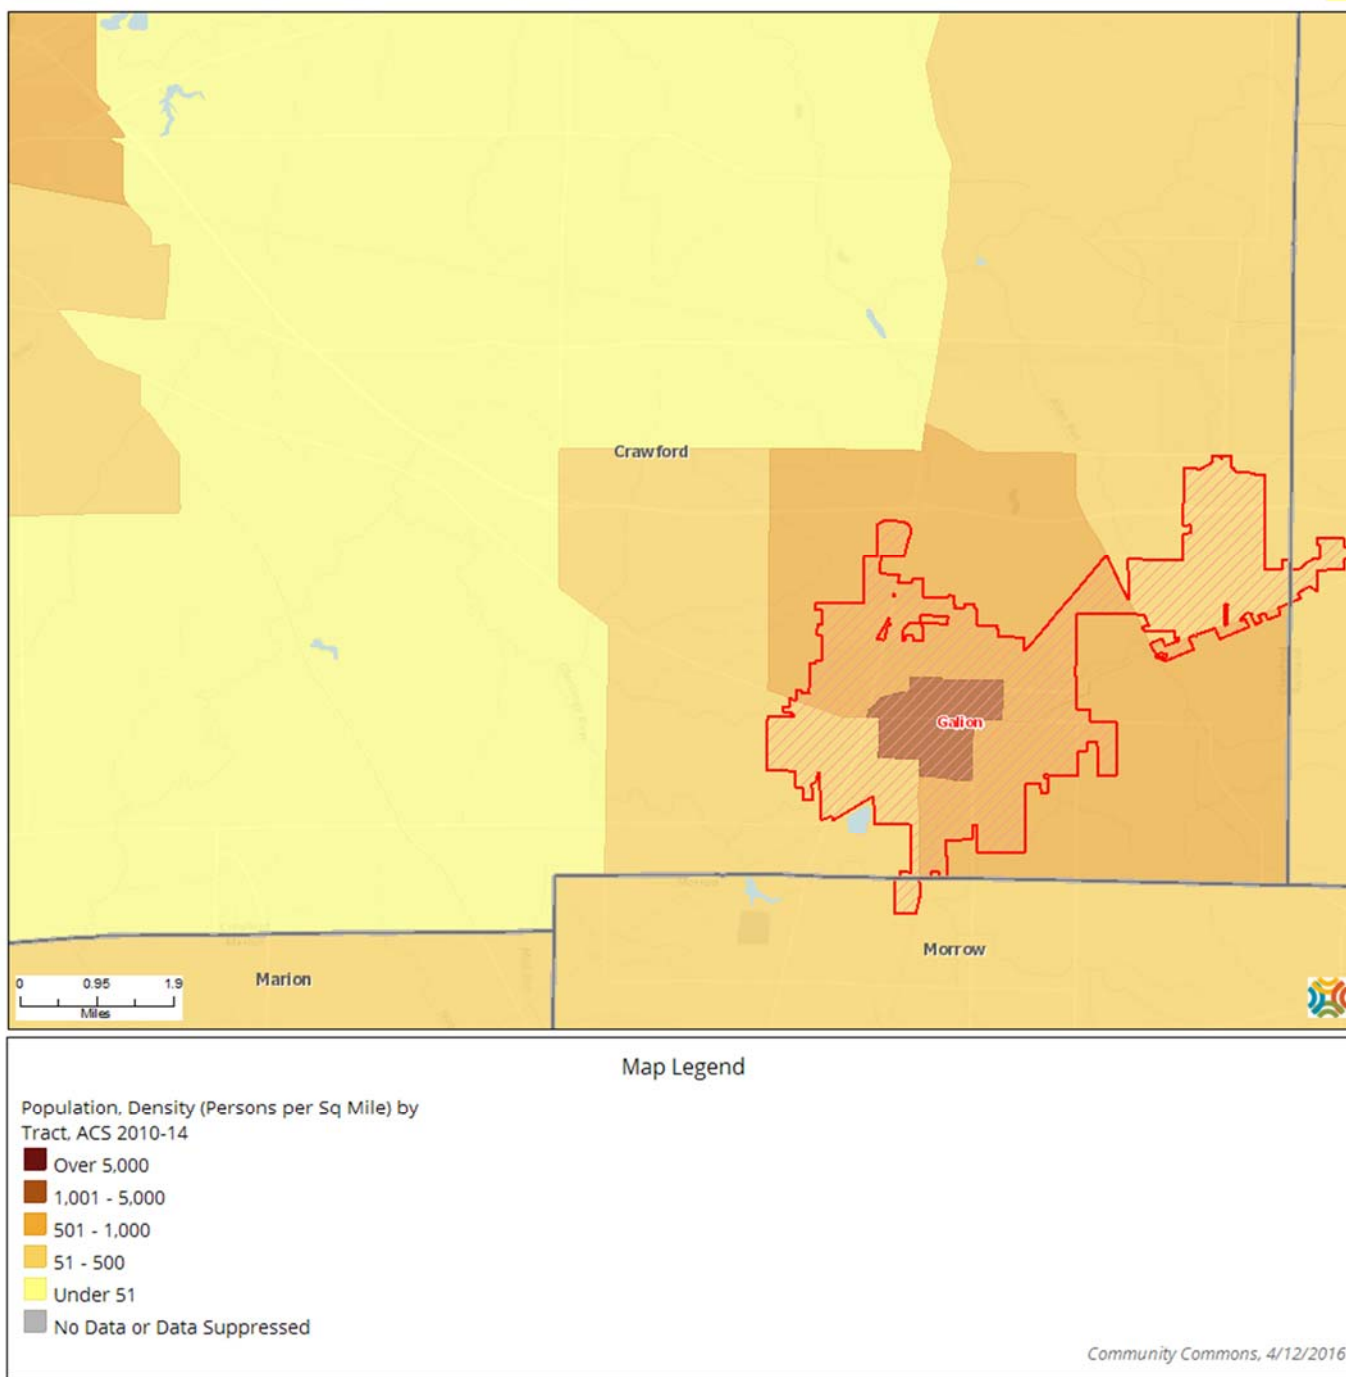 Crawford
Galion
Morrow
Marion
0 0.95 1.9
Miles
Map Legend
Population, Density (Persons per Sq Mile) by
Tract, ACS 2010-14
Over 5,000
1,001 - 5,000
501 - 1,000
51 - 500
Under 51
No Data or Data Suppressed
Community Commons, 4/12/2016